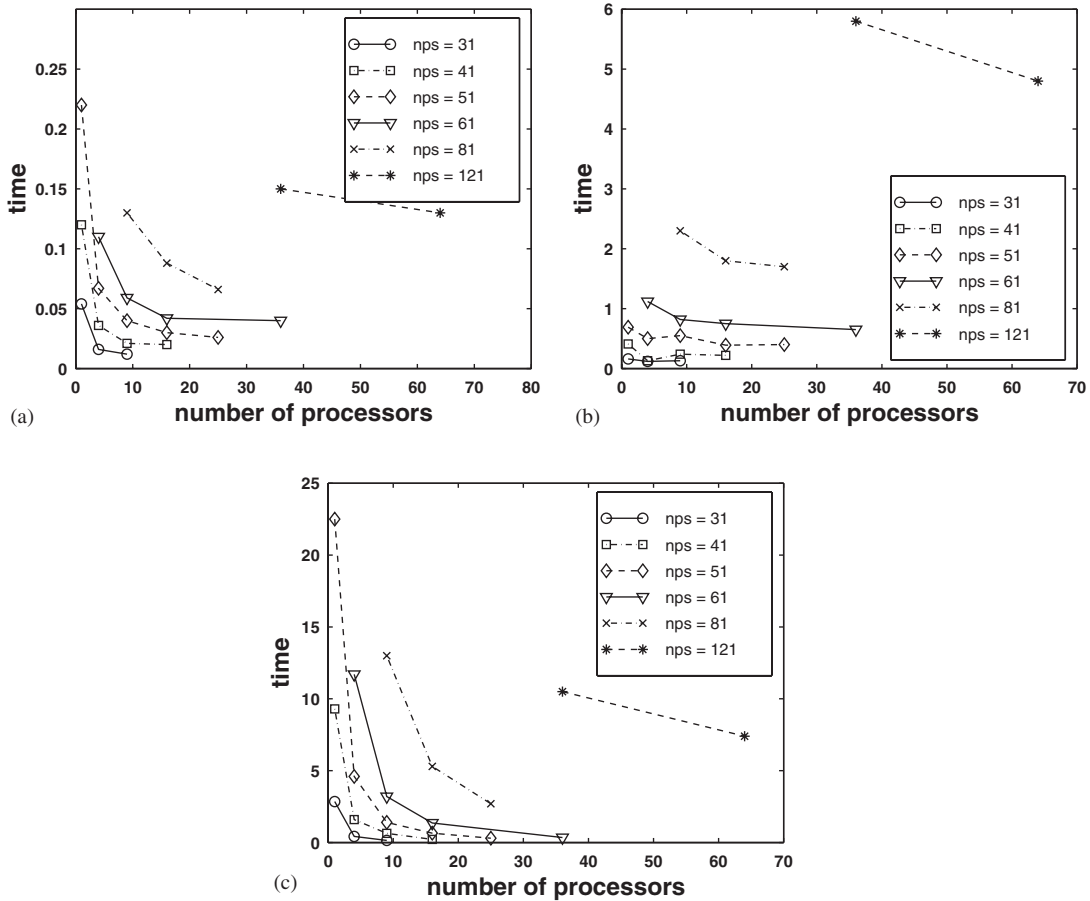 0.25
0.2
0.15
0.1
0.05
0
0 10 20 30 40 50 60 70 80
time
number of processors
(a)
nps = 31
nps = 41
nps = 51
nps = 61
nps = 81
nps = 121
6
5
4
3
2
1
0
0 10 20 30 40 50 60 70
time
number of processors
(b)
nps = 31
nps = 41
nps = 51
nps = 61
nps = 81
nps = 121
25
20
15
10
5
0
0 10 20 30 40 50 60 70
time
number of processors
(c)
nps = 31
nps = 41
nps = 51
nps = 61
nps = 81
nps = 121